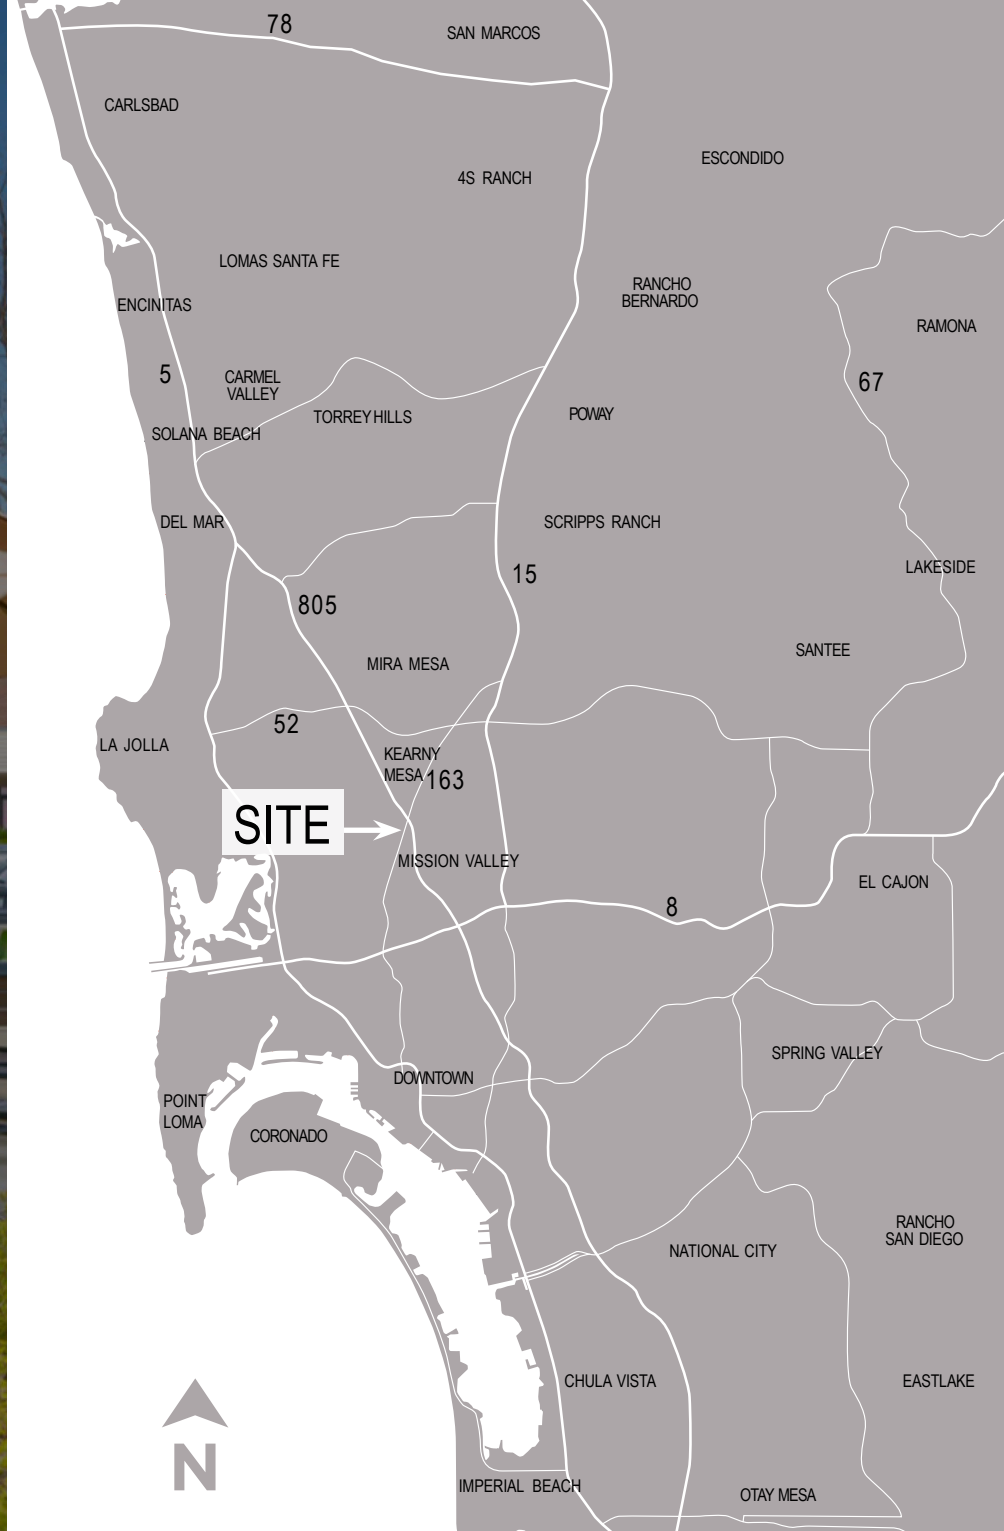 78
SAN MARCOS
CARLSBAD
ESCONDIDO
4S RANCH
LOMAS SANTA FE
RANCHO
BERNARDO
ENCINITAS
RAMONA
5
CARMEL
VALLEY
67
TORREY HILLS
POWAY
SOLANA BEACH
DEL MAR
SCRIPPS RANCH
LAKESIDE
15
805
SANTEE
MIRA MESA
52
LA JOLLA
KEARNY
MESA
163
SITE
MISSION VALLEY
EL CAJON
8
SPRING VALLEY
DOWNTOWN
POINT
LOMA
CORONADO
RANCHO
SAN DIEGO
NATIONAL CITY
CHULA VISTA
EASTLAKE
N
IMPERIAL BEACH
OTAY MESA